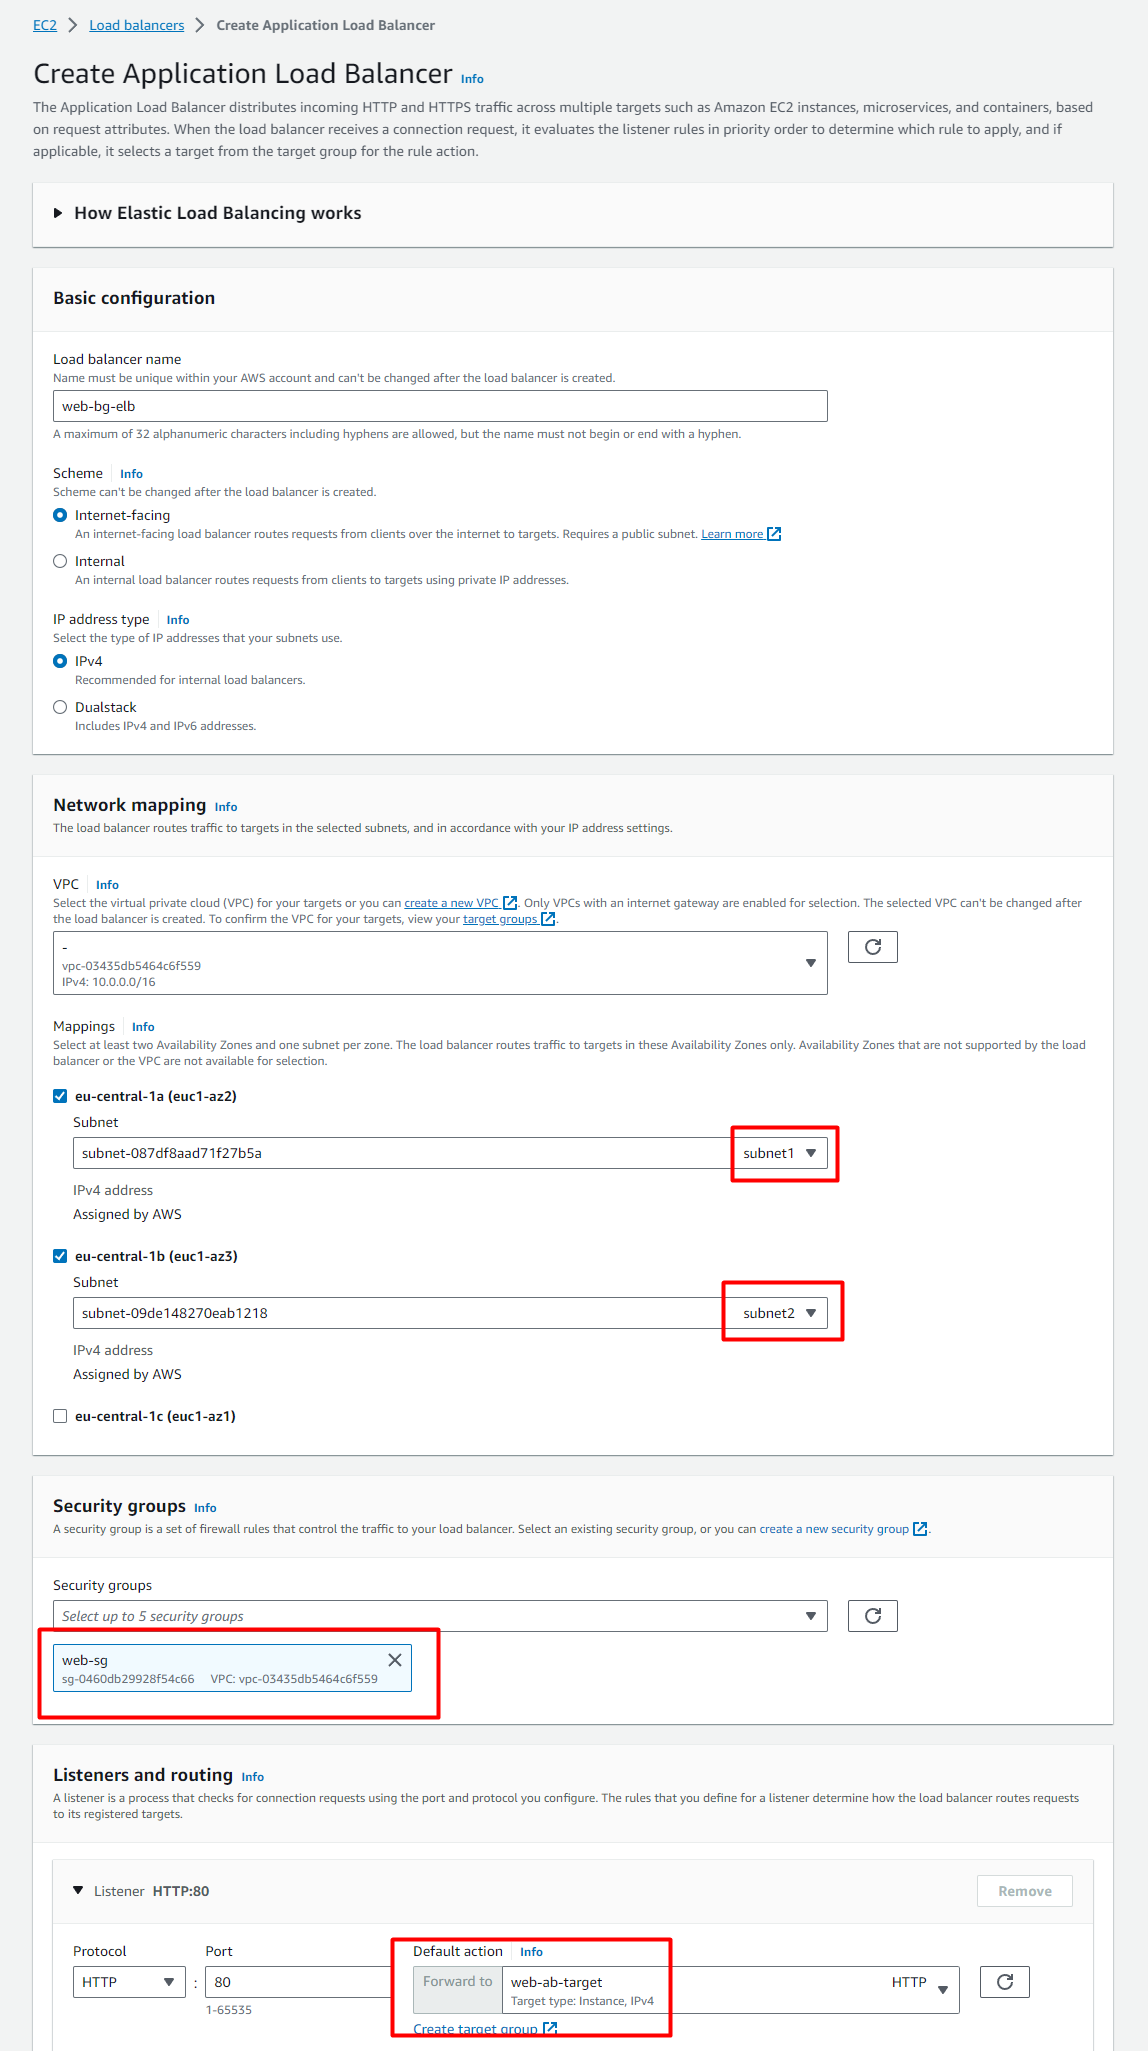 EC2 > Load balancers > Create Application Load Balancer
Create Application Load Balancer Info
The Application Load Balancer distributes incoming HTTP and HTTPS traffic across multiple targets such as Amazon EC2 instances, microservices, and containers, based
on request attributes. When the load balancer receives a connection request, it evaluates the listener rules in priority order to determine which rule to apply, and if
applicable, it selects a target from the target group for the rule action.
How Elastic Load Balancing works
Basic configuration
Load balancer name
Name must be unique within your AWS account and can't be changed after the load balancer is created.
web-bg-elb
A maximum of 32 alphanumeric characters including hyphens are allowed, but the name must not begin or end with a hyphen.
Scheme Info
Scheme can't be changed after the load balancer is created.
Internet-facing
An internet-facing load balancer routes requests from clients over the internet to targets. Requires a public subnet. Learn more
Internal
An internal load balancer routes requests from clients to targets using private IP addresses.
IP address type Info
Select the type of IP addresses that your subnets use.
IPv4
Recommended for internal load balancers.
Dualstack
Includes IPv4 and IPv6 addresses.
Network mapping Info
The load balancer routes traffic to targets in the selected subnets, and in accordance with your IP address settings.
VPC Info
Select the virtual private cloud (VPC) for your targets or you can create a new VPC. Only VPCs with an internet gateway are enabled for selection. The selected VPC can't be changed after
the load balancer is created. To confirm the VPC for your targets, view your target groups.
-
vpc-03435db5464c6f559
IPv4: 10.0.0.0/16
Mappings Info
Select at least two Availability Zones and one subnet per zone. The load balancer routes traffic to targets in these Availability Zones only. Availability Zones that are not supported by the load
balancer or the VPC are not available for selection.
eu-central-1a (euc1-az2)
Subnet
subnet-087df8aad71f27b5a subnet1
IPv4 address
Assigned by AWS
eu-central-1b (euc1-az3)
Subnet
subnet-09de148270eab1218 subnet2
IPv4 address
Assigned by AWS
eu-central-1c (euc1-az1)
Security groups Info
A security group is a set of firewall rules that control the traffic to your load balancer. Select an existing security group, or you can create a new security group.
Security groups
Select up to 5 security groups
web-sg
sg-0460db29928f54c66 VPC: vpc-03435db5464c6f559
Listeners and routing Info
A listener is a process that checks for connection requests using the port and protocol you configure. The rules that you define for a listener determine how the load balancer routes requests
to its registered targets.
Listener HTTP:80 Remove
Protocol Port Default action Info
HTTP : 80 Forward to web-ab-target HTTP
1-65535 Target type: Instance, IPv4
Create target group